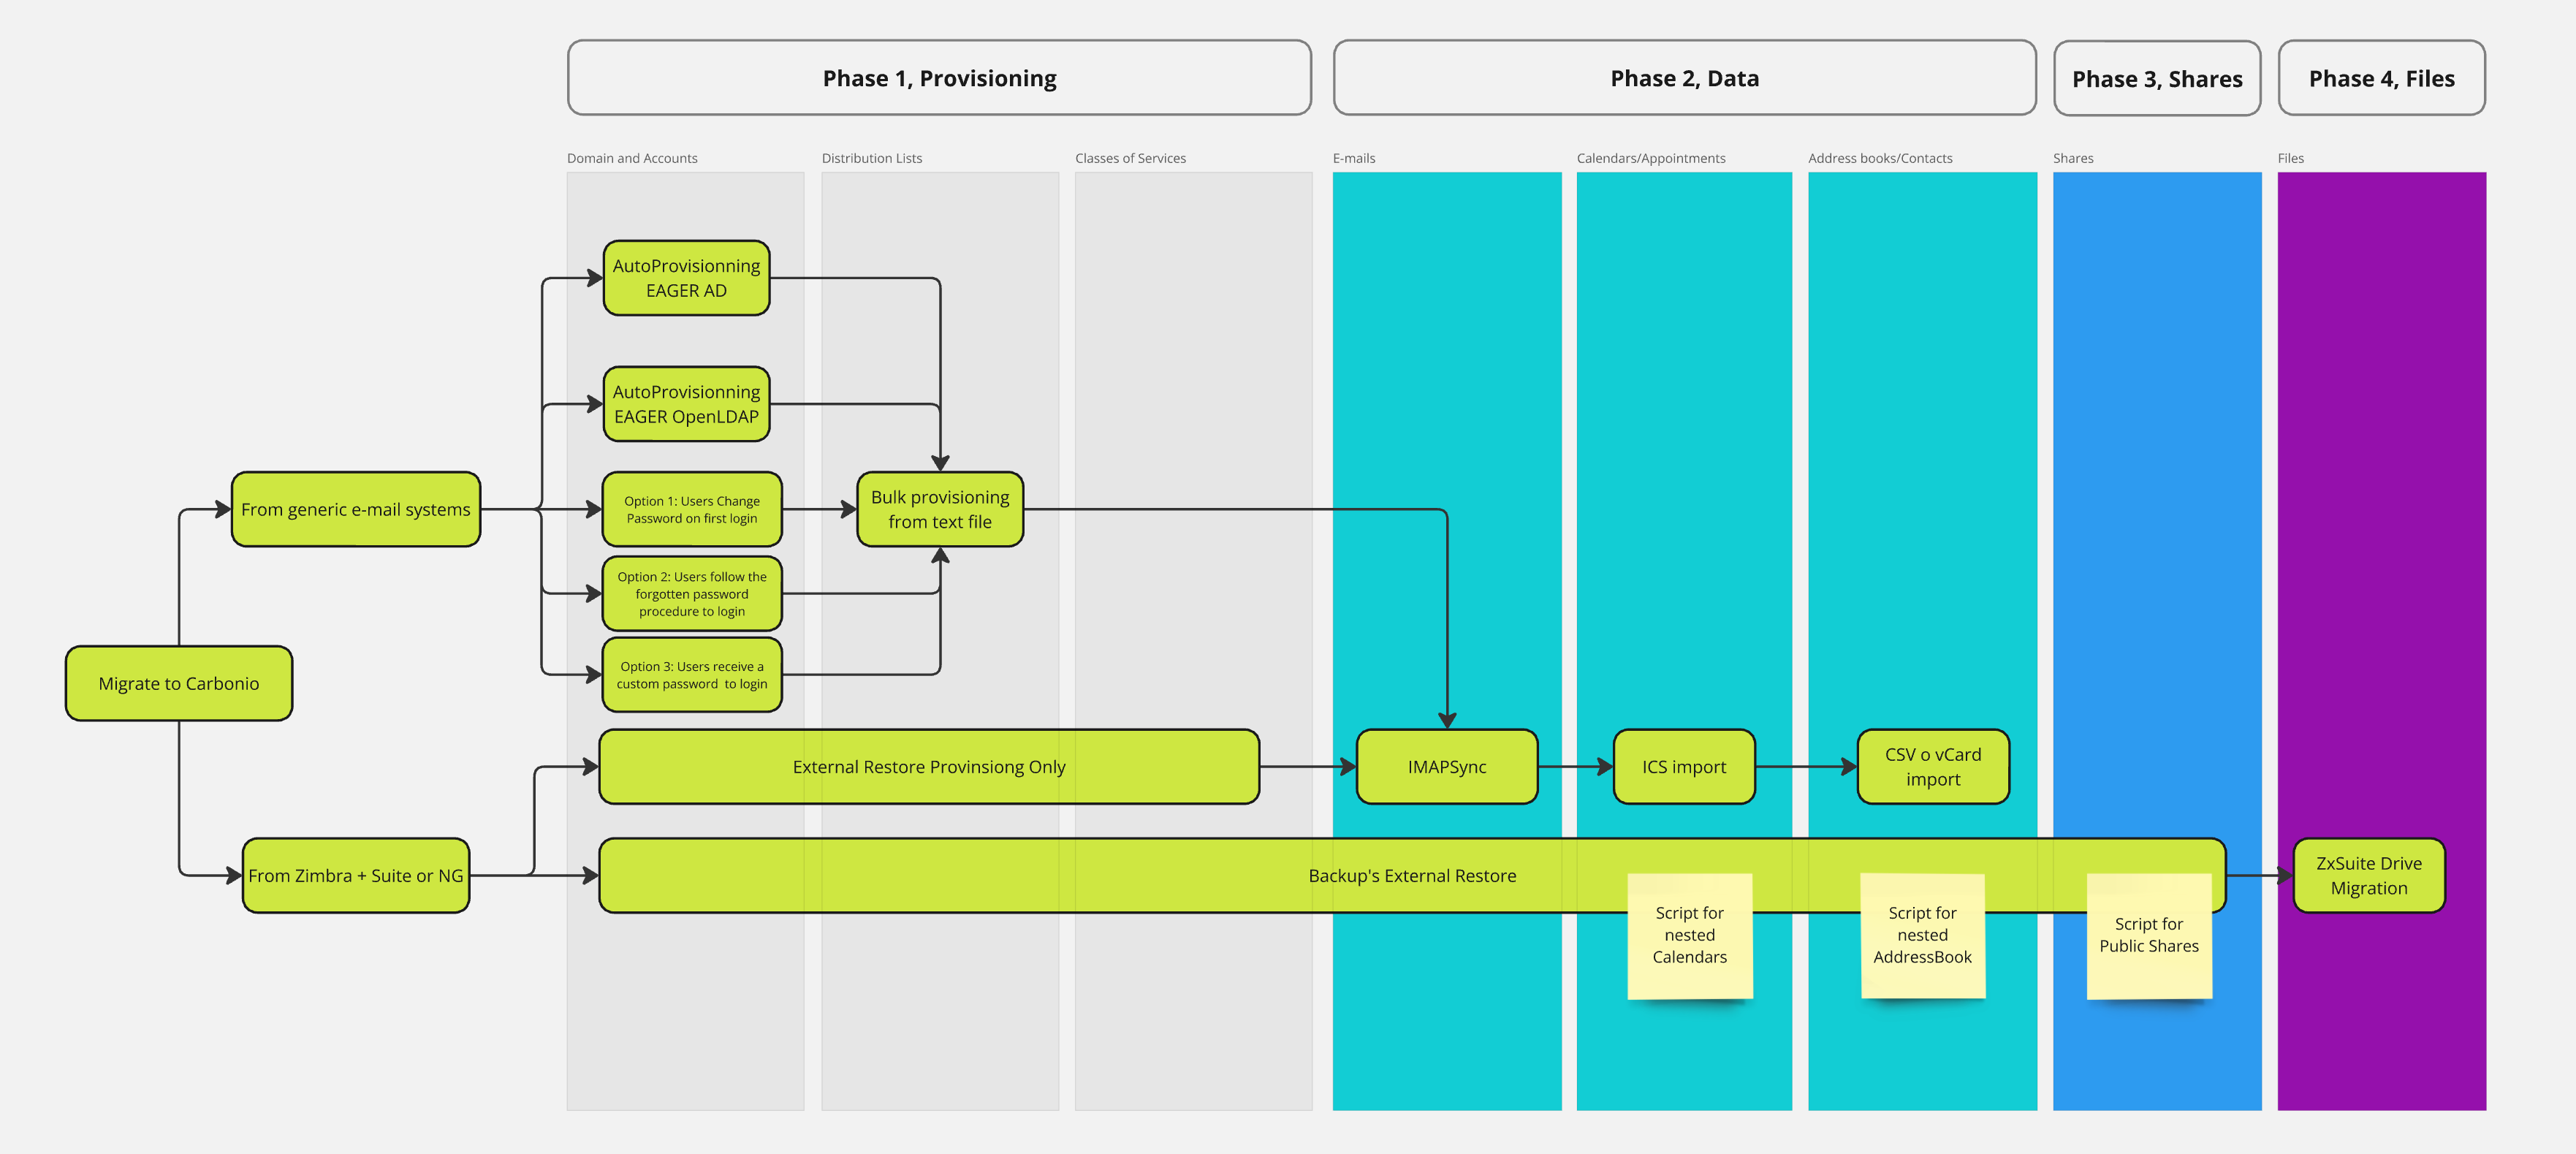 Phase 1, Provisioning
Phase 2, Data
Phase 3, Shares
Phase 4, Files
Domain and Accounts
Distribution Lists
Classes of Services
E-mails
Calendars/Appointments
Address books/Contacts
Shares
Files
AutoProvisionning
EAGER AD
AutoProvisionning
EAGER OpenLDAP
From generic e-mail systems
Option 1: Users Change
Password on first login
Bulk provisioning
from text file
Option 2: Users follow the
forgotten password
procedure to login
Option 3: Users receive a
custom password  to login
Migrate to Carbonio
External Restore Provinsiong Only
IMAPSync
ICS import
CSV o vCard
import
From Zimbra + Suite or NG
Backup's External Restore
ZxSuite Drive
Migration
Script for
nested
Calendars
Script for
nested
AddressBook
Script for
Public Shares